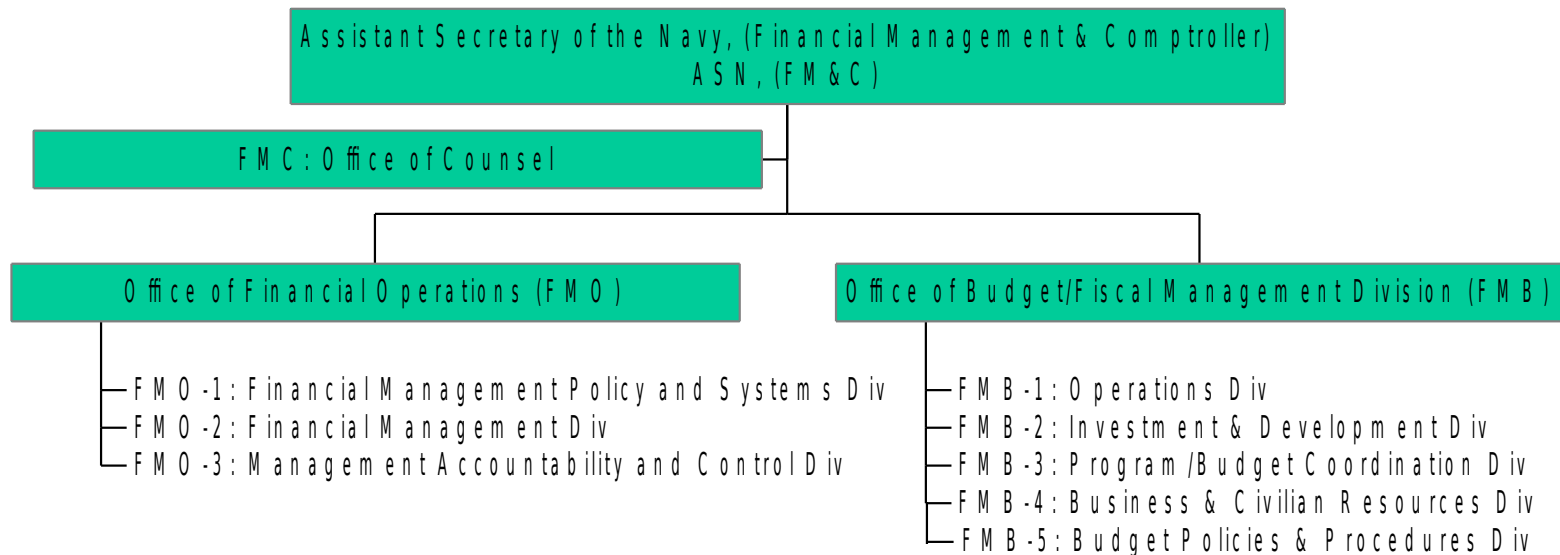 Assistant Secretary of the Navy, (Financial Management & Comptroller)
ASN, (FM&C)
FMC: Office of Counsel
Office of Financial Operations (FMO)
FMO-1: Financial Management Policy and Systems Div
FMO-2: Financial Management Div
FMO-3: Management Accountability and Control Div
Office of Budget/Fiscal Management Division (FMB)
FMB-1: Operations Div
FMB-2: Investment & Development Div
FMB-3: Program/Budget Coordination Div
FMB-4: Business & Civilian Resources Div
FMB-5: Budget Policies & Procedures Div